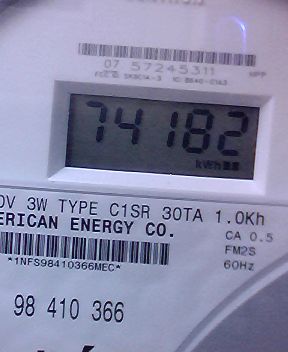 07 57245311
74182
kWh
0V 3W TYPE C1SR 30TA 1.0Kh
ERICAN ENERGY CO.
CA 0.5
FM2S
*1NFS98410366MEC*
60Hz
98 410 366